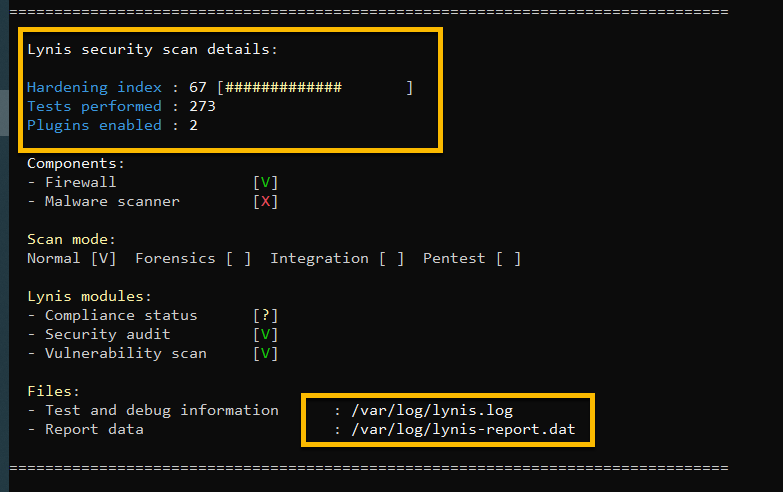 ================================================================================
Lynis security scan details:
Hardening index : 67 [#############       ]
Tests performed : 273
Plugins enabled : 2
Components:
- Firewall               [V]
- Malware scanner        [X]
Scan mode:
Normal [V]  Forensics [ ]  Integration [ ]  Pentest [ ]
Lynis modules:
- Compliance status      [?]
- Security audit         [V]
- Vulnerability scan     [V]
Files:
- Test and debug information      : /var/log/lynis.log
- Report data                     : /var/log/lynis-report.dat
================================================================================